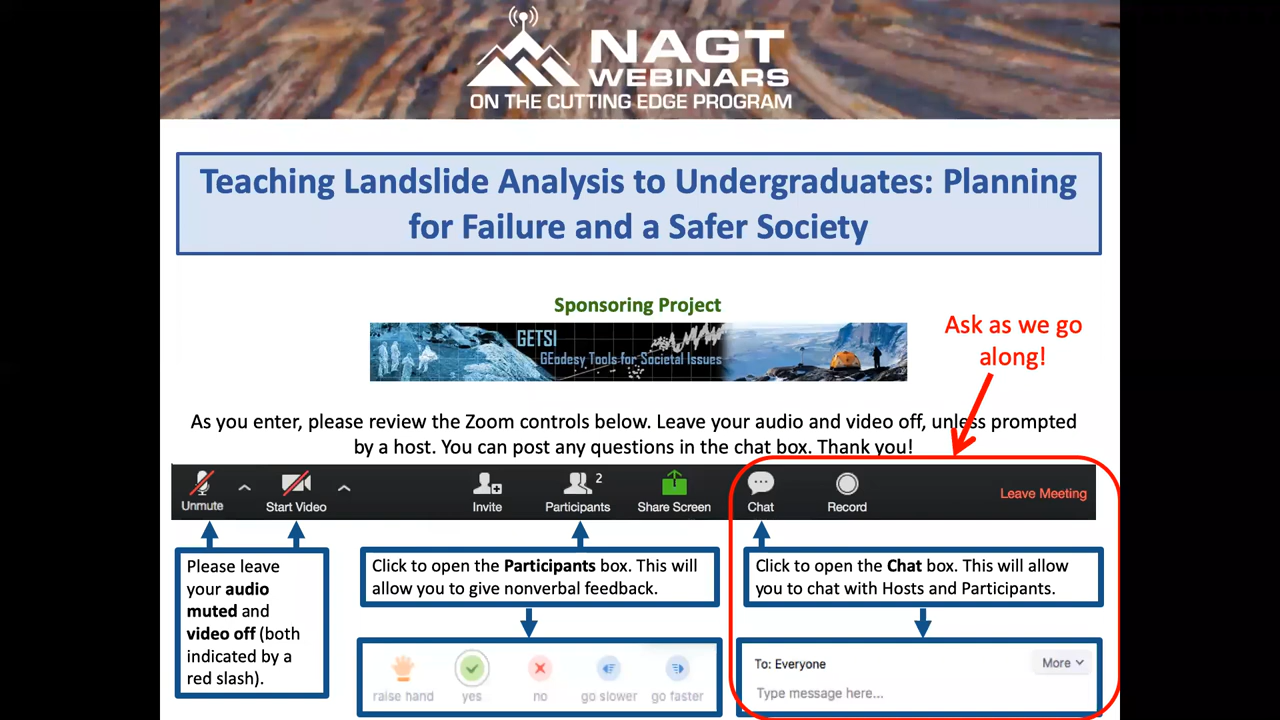 NAGT
WEBINARS
ON THE CUTTING EDGE PROGRAM
Teaching Landslide Analysis to Undergraduates: Planning
for Failure and a Safer Society
Sponsoring Project
GETSI
GEodesy Tools for Societal Issues
Ask as we go
along!
As you enter, please review the Zoom controls below. Leave your audio and video off, unless prompted
by a host. You can post any questions in the chat box. Thank you!
Unmute
Start Video
Invite
2
Participants
Share Screen
Chat
Record
Leave Meeting
Please leave
your audio
muted and
video off (both
indicated by a
red slash).
Click to open the Participants box. This will
allow you to give nonverbal feedback.
raise hand
yes
no
go slower
go faster
Click to open the Chat box. This will allow
you to chat with Hosts and Participants.
To: Everyone
More
Type message here...